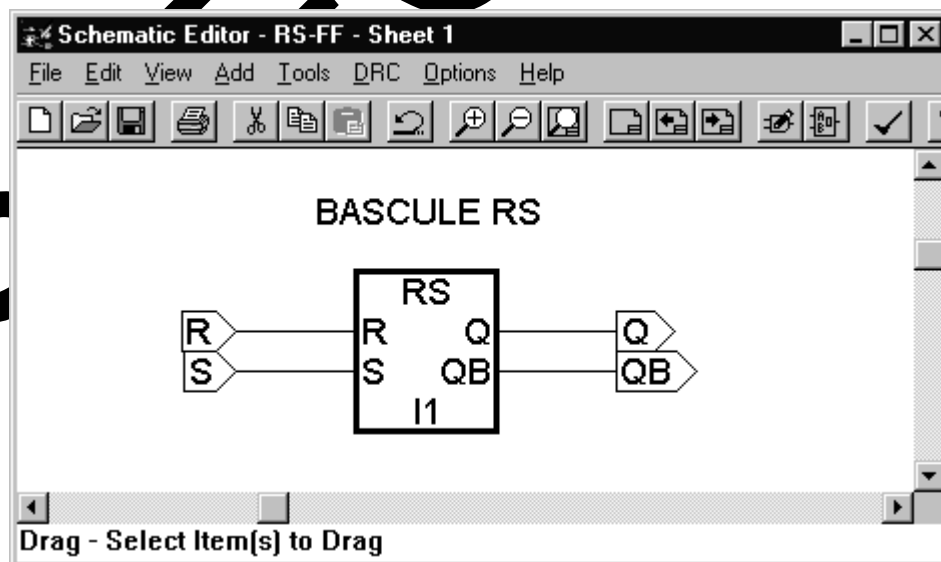 Schematic Editor - RS-FF - Sheet 1
File Edit View Add Tools DRC Options Help
BASCULE RS
RS
R R Q Q
S S QB QB
I1
Drag - Select Item(s) to Drag